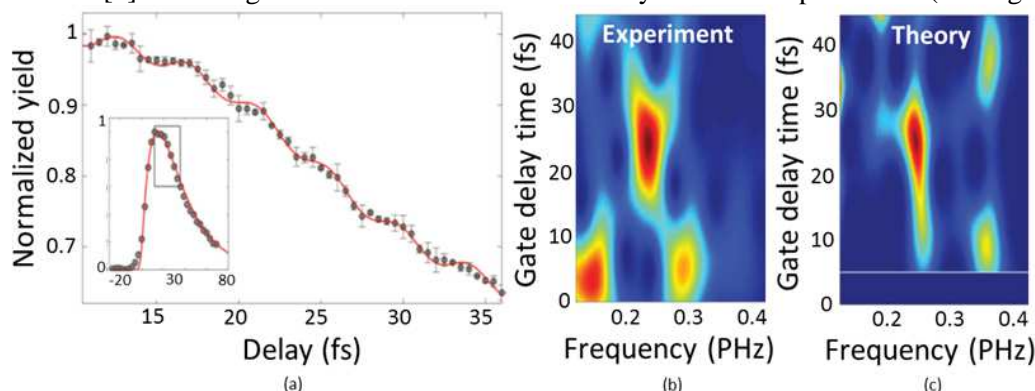 Normalized yield
1
0.9
0.8
0.7
1
0
-20
30
80
15
20
25
30
35
Delay (fs)
(a)
Experiment
Gate delay time (fs)
40
30
20
10
0
0.2
0.3
0.4
Frequency (PHz)
(b)
Theory
Gate delay time (fs)
40
30
20
10
0
0.2
0.3
0.4
Frequency (PHz)
(c)